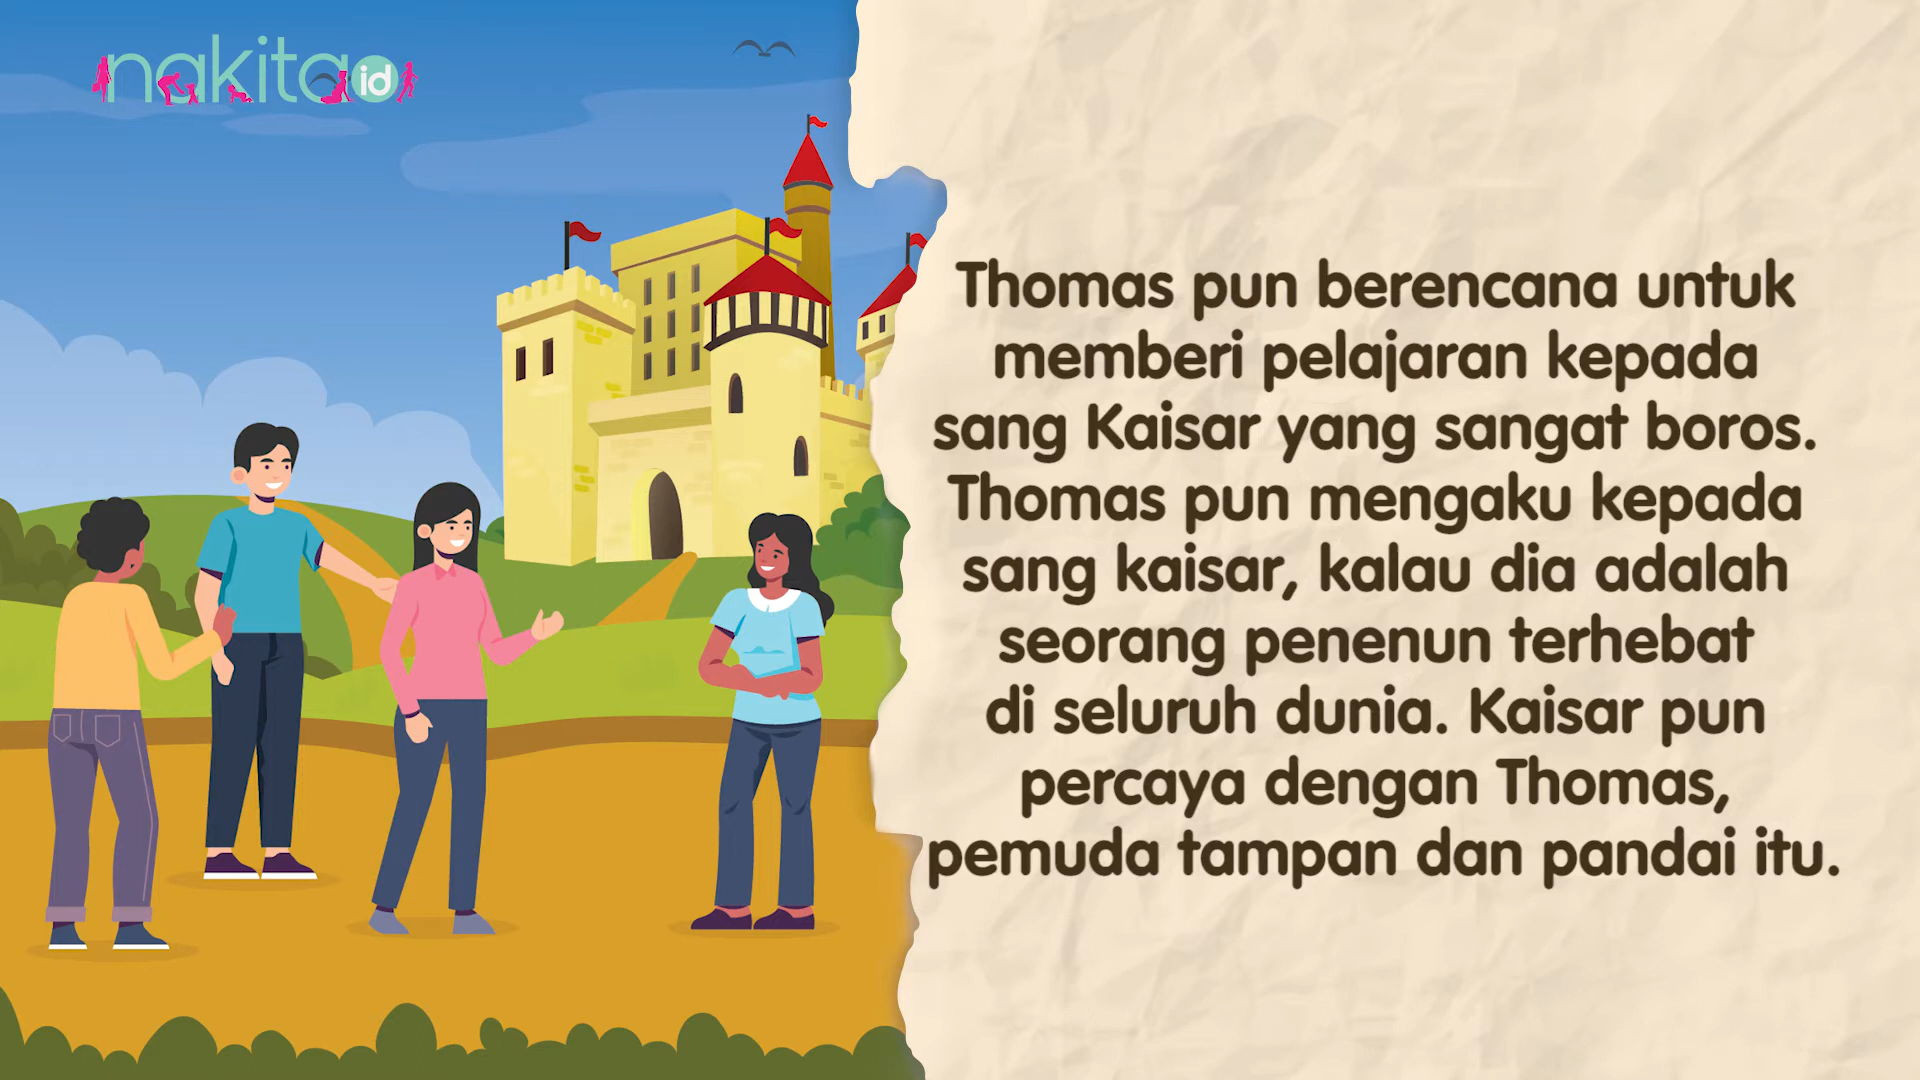 nakita.id
Thomas pun berencana untuk
memberi pelajaran kepada
sang Kaisar yang sangat boros.
Thomas pun mengaku kepada
sang kaisar, kalau dia adalah
seorang penenun terhebat
di seluruh dunia. Kaisar pun
percaya dengan Thomas,
pemuda tampan dan pandai itu.